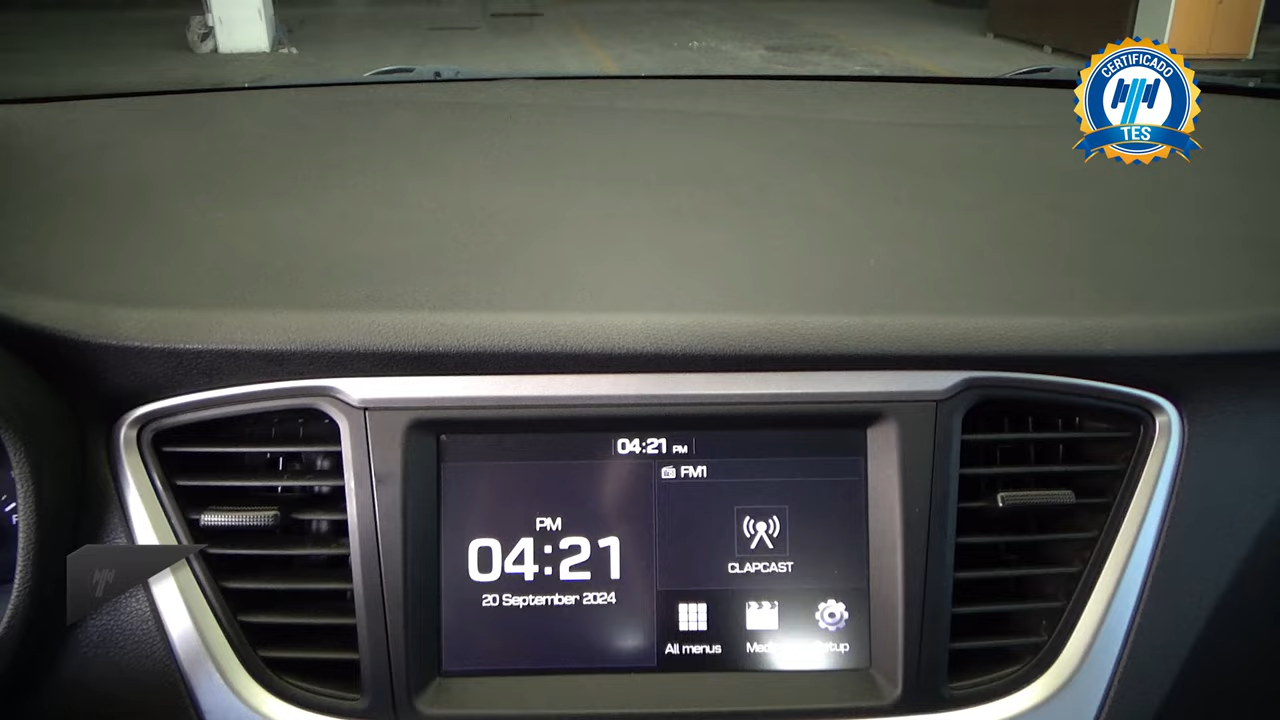 CERTIFICADO
TES
04:21 PM
FM1
PM
04:21
20 September 2024
CLAPCAST
All menus